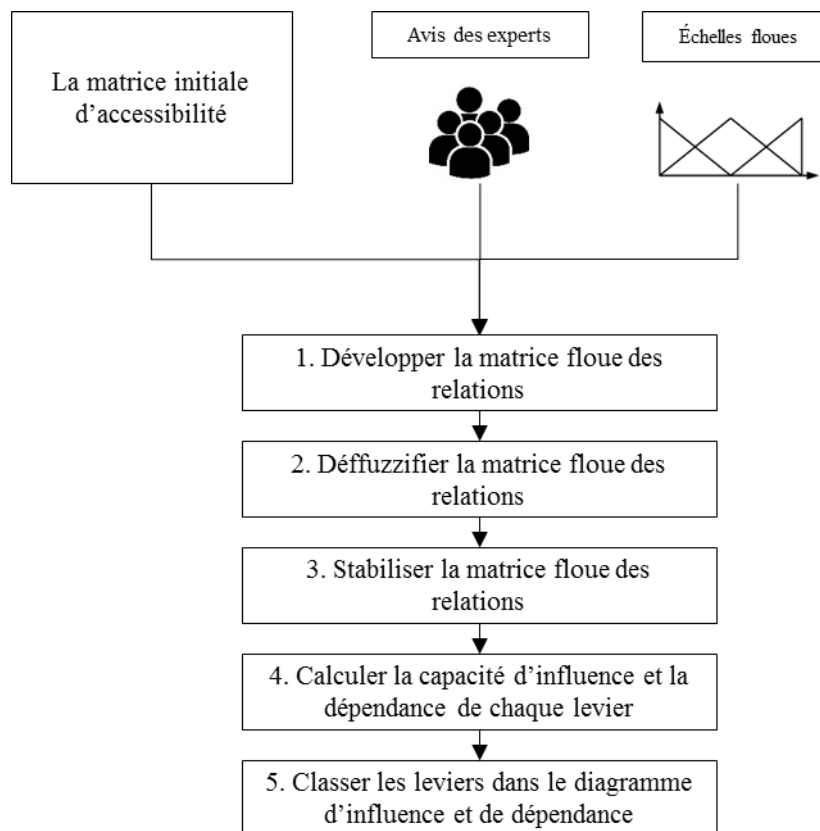 La matrice initiale
d’accessibilité
Avis des experts
Échelles floues
1. Développer la matrice floue des
relations
2. Déffuzzifier la matrice floue des
relations
3. Stabiliser la matrice floue des
relations
4. Calculer la capacité d’influence et la
dépendance de chaque levier
5. Classer les leviers dans le diagramme
d’influence et de dépendance